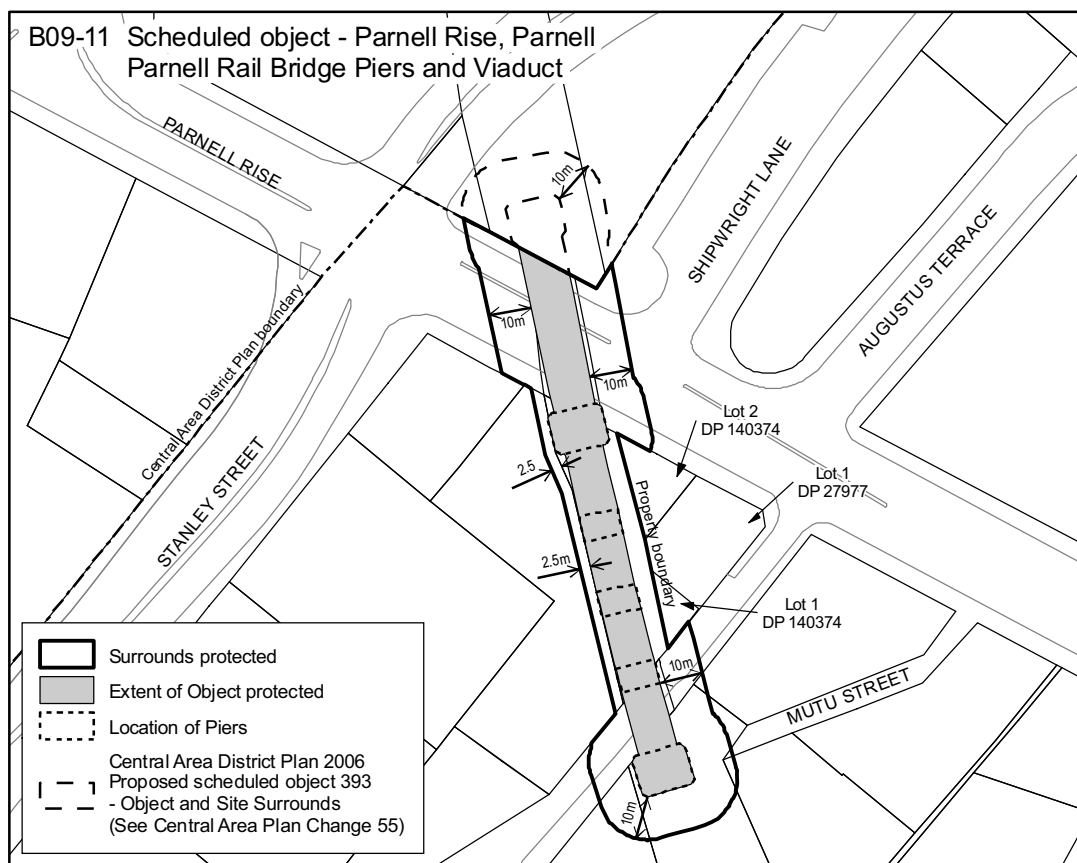 B09-11 Scheduled object - Parnell Rise, Parnell
Parnell Rail Bridge Piers and Viaduct
PARNELL RISE
10m
SHIPWRIGHT LANE
AUGUSTUS TERRACE
Central Area District Plan boundary
10m
10m
Lot 2
DP 140374
Lot 1
DP 27977
STANLEY STREET
2.5
Property boundary
2.5m
Lot 1
DP 140374
10m
MUTU STREET
10m
Surrounds protected
Extent of Object protected
Location of Piers
Central Area District Plan 2006
Proposed scheduled object 393
- Object and Site Surrounds
(See Central Area Plan Change 55)